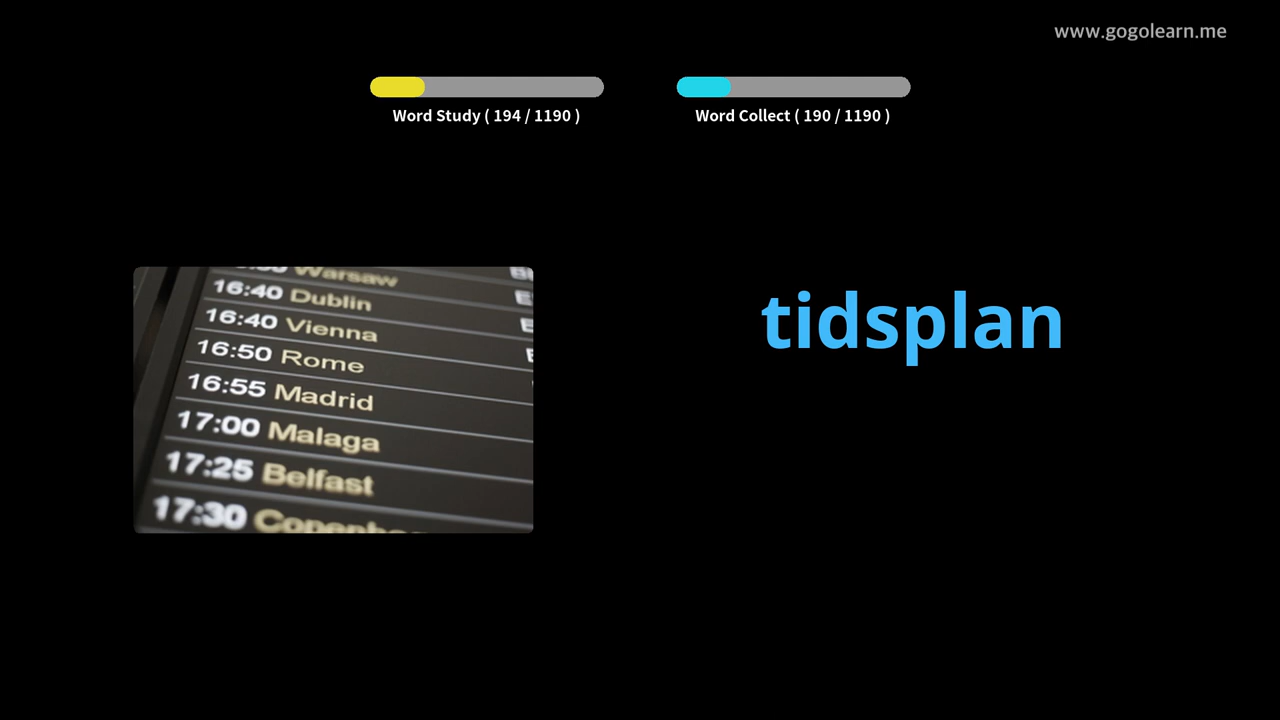 www.gogolearn.me
Word Study ( 194 / 1190 )
Word Collect ( 190 / 1190 )
tidsplan
Warsaw
16:40 Dublin
16:40 Vienna
16:50 Rome
16:55 Madrid
17:00 Malaga
17:25 Belfast
17:30